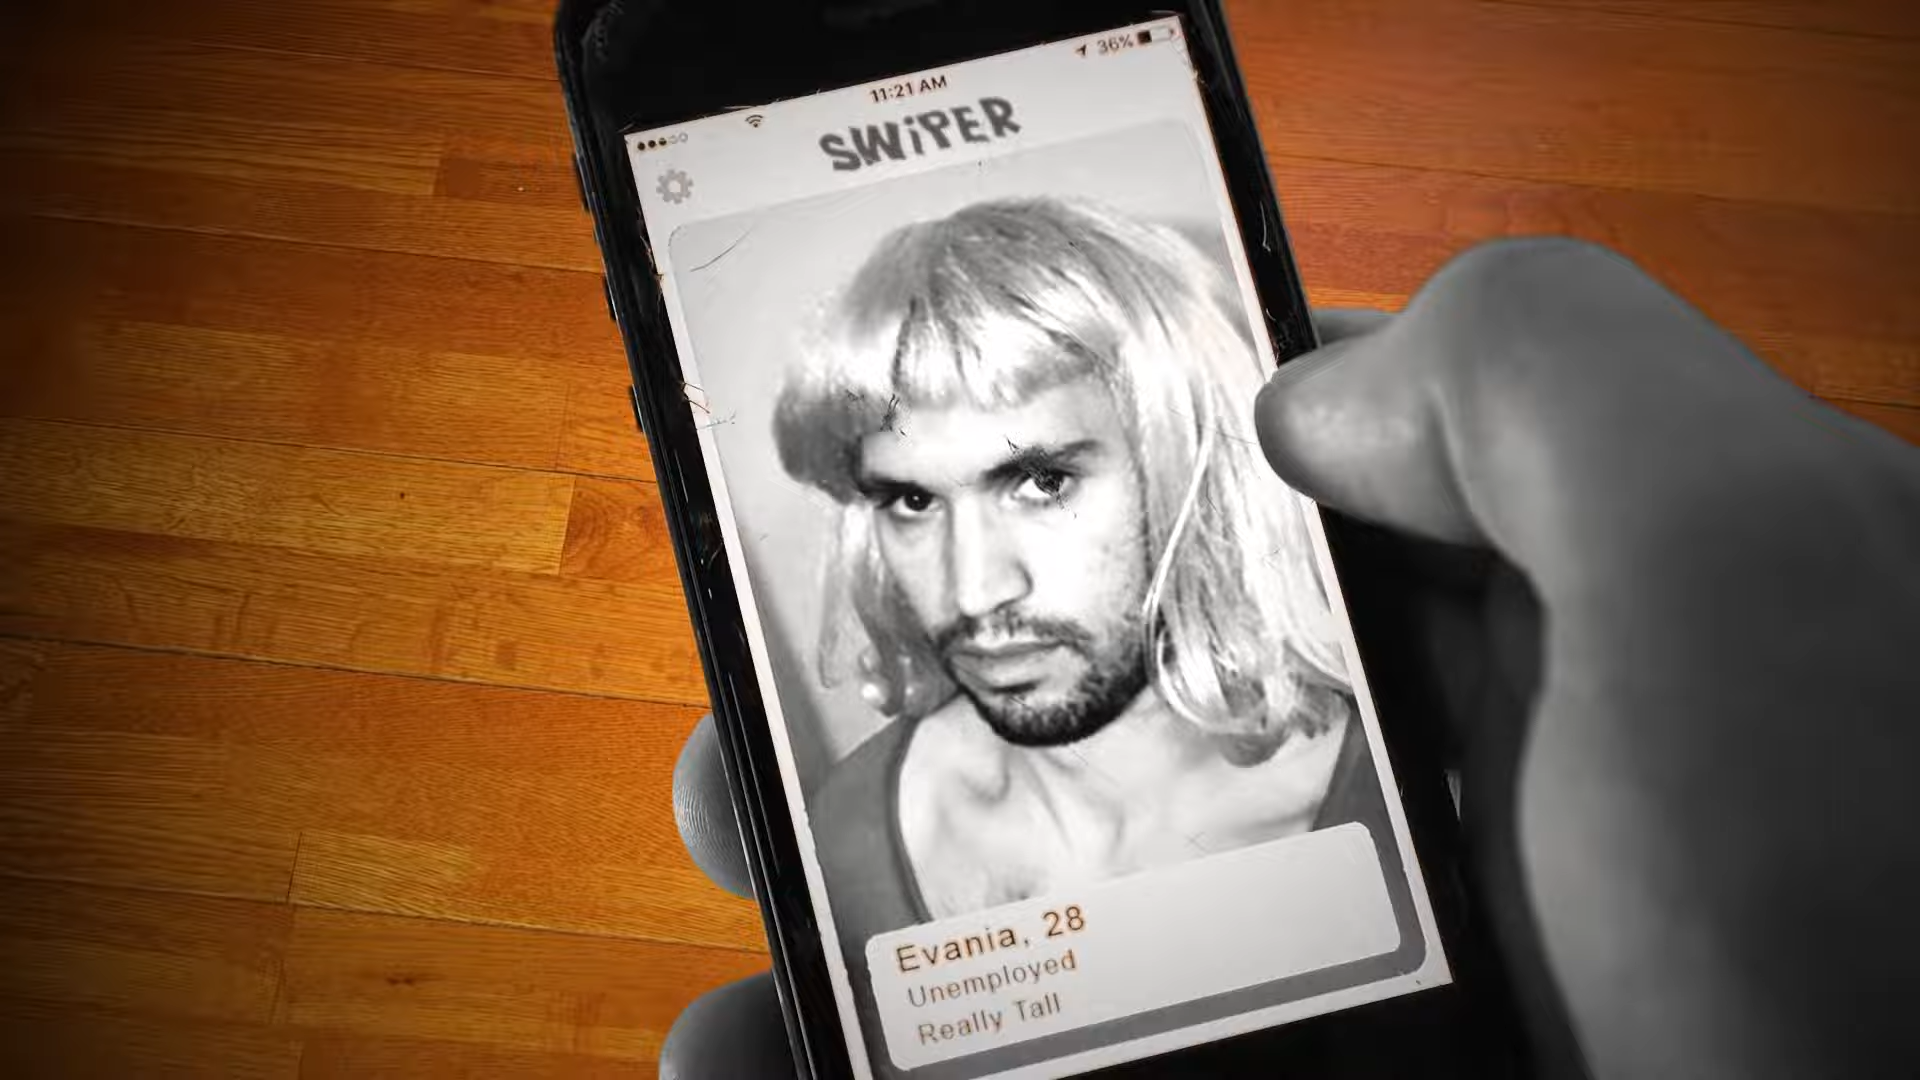 36%
11:21 AM
SWiPER
Evania, 28
Unemployed
Really Tall